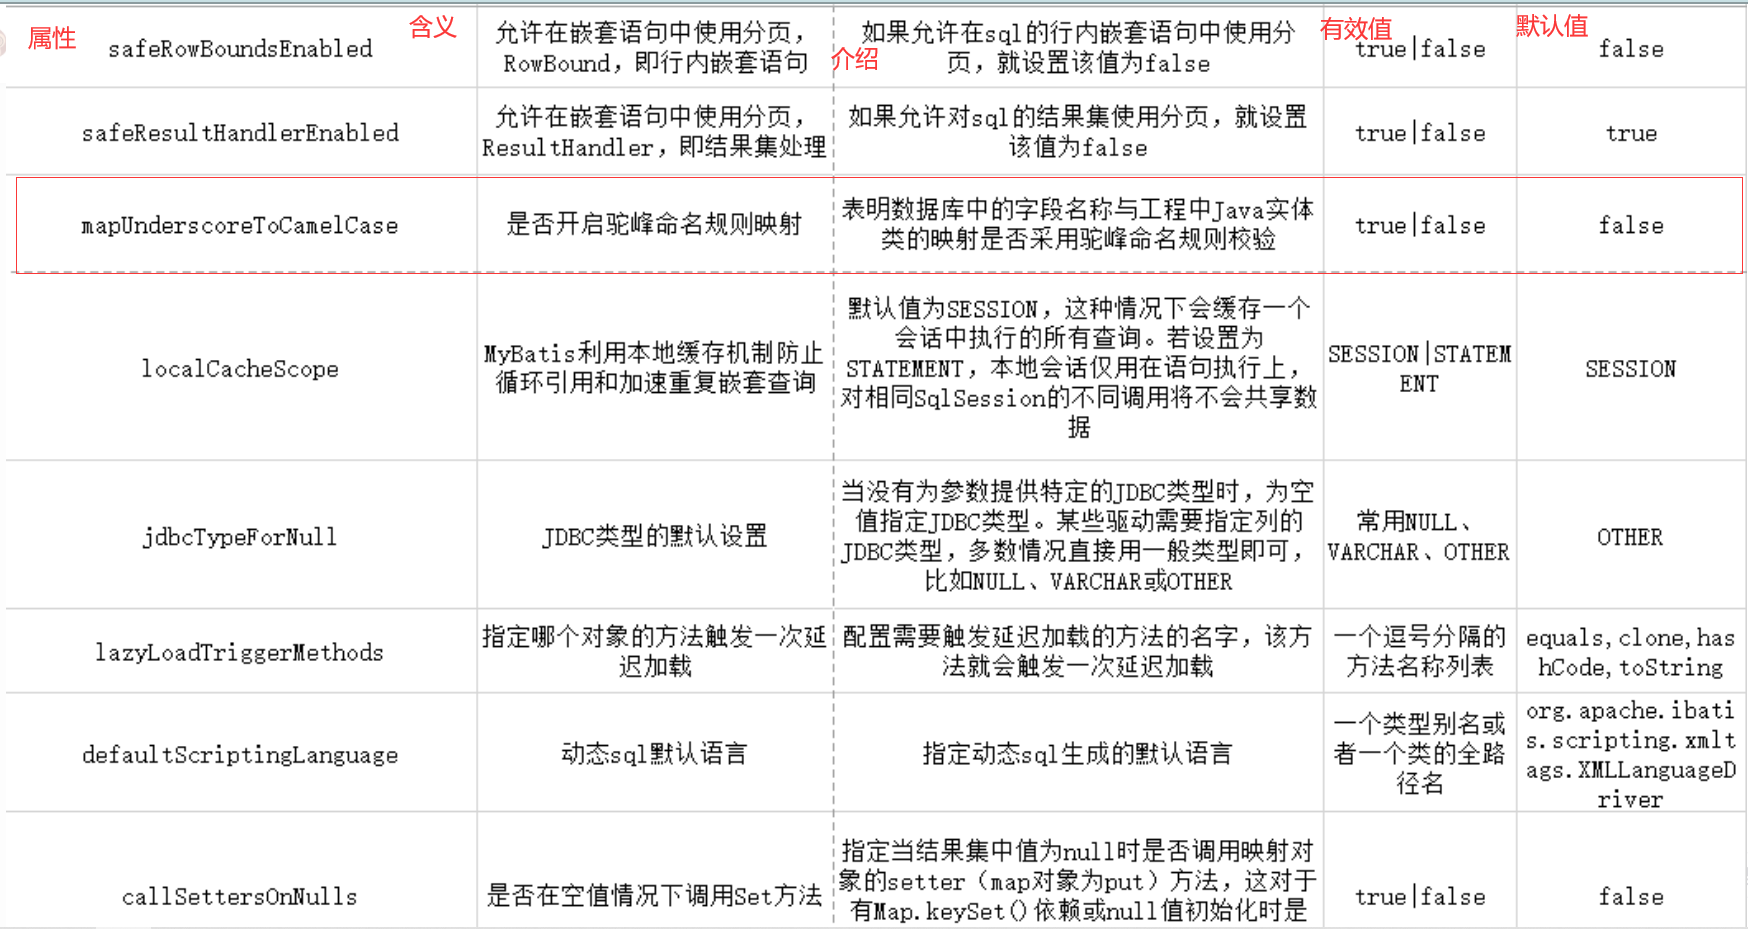 属性
含义
介绍
有效值
默认值
safeRowBoundsEnabled
允许在嵌套语句中使用分页，
RowBound，即行内嵌套语句
如果允许在sql的行内嵌套语句中使用分
页，就设置该值为false
true|false
false
safeResultHandlerEnabled
允许在嵌套语句中使用分页，
ResultHandler，即结果集处理
如果允许对sql的结果集使用分页，就设置
该值为false
true|false
true
mapUnderscoreToCamelCase
是否开启驼峰命名规则映射
表明数据库中的字段名称与工程中Java实体
类的映射是否采用驼峰命名规则校验
true|false
false
localCacheScope
MyBatis利用本地缓存机制防止
循环引用和加速重复嵌套查询
默认值为SESSION，这种情况下会缓存一个
会话中执行的所有查询。若设置为
STATEMENT，本地会话仅用在语句执行上，
对相同SqlSession的不同调用将不会共享数
据
SESSION|STATEM
ENT
SESSION
jdbcTypeForNull
JDBC类型的默认设置
当没有为参数提供特定的JDBC类型时，为空
值指定JDBC类型。某些驱动需要指定列的
JDBC类型，多数情况直接用一般类型即可，
比如NULL、VARCHAR或OTHER
常用NULL、
VARCHAR、OTHER
OTHER
lazyLoadTriggerMethods
指定哪个对象的方法触发一次延
迟加载
配置需要触发延迟加载的方法的名字，该方
法就会触发一次延迟加载
一个逗号分隔的
方法名称列表
equals,clone,has
hCode,toString
defaultScriptingLanguage
动态sql默认语言
指定动态sql生成的默认语言
一个类型别名或
者一个类的全路
径名
org.apache.ibati
s.scripting.xmlt
ags.XMLLanguageD
river
callSettersOnNulls
是否在空值情况下调用Set方法
指定当结果集中值为null时是否调用映射对
象的setter（map对象为put）方法，这对于
有Map.keySet()依赖或null值初始化时是
true|false
false